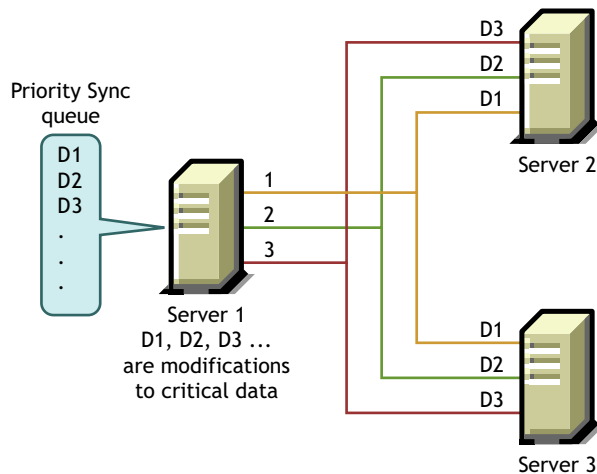 Priority Sync
queue
D1
D2
D3
.
.
.
1
2
3
Server 1
D1, D2, D3 ...
are modifications
to critical data
D3
D2
D1
Server 2
D1
D2
D3
Server 3